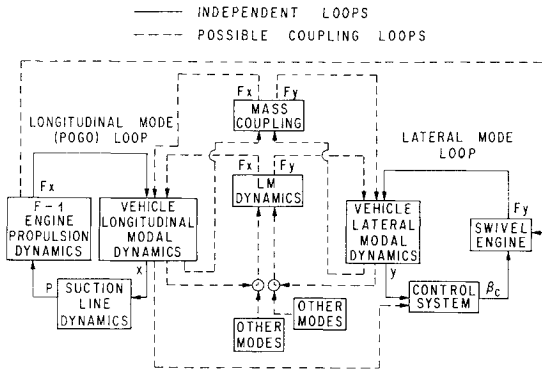 INDEPENDENT LOOPS
POSSIBLE COUPLING LOOPS
Fx
Fy
MASS
COUPLING
LONGITUDINAL MODE
(POGO) LOOP
LATERAL MODE
LOOP
Fx
Fx
Fy
LM
DYNAMICS
Fy
F-1
ENGINE
PROPULSION
DYNAMICS
VEHICLE
LONGITUDINAL
MODAL
DYNAMICS
VEHICLE
LATERAL
MODAL
DYNAMICS
SWIVEL
ENGINE
x
y
P
SUCTION
LINE
DYNAMICS
CONTROL
SYSTEM
βc
OTHER
MODES
OTHER
MODES